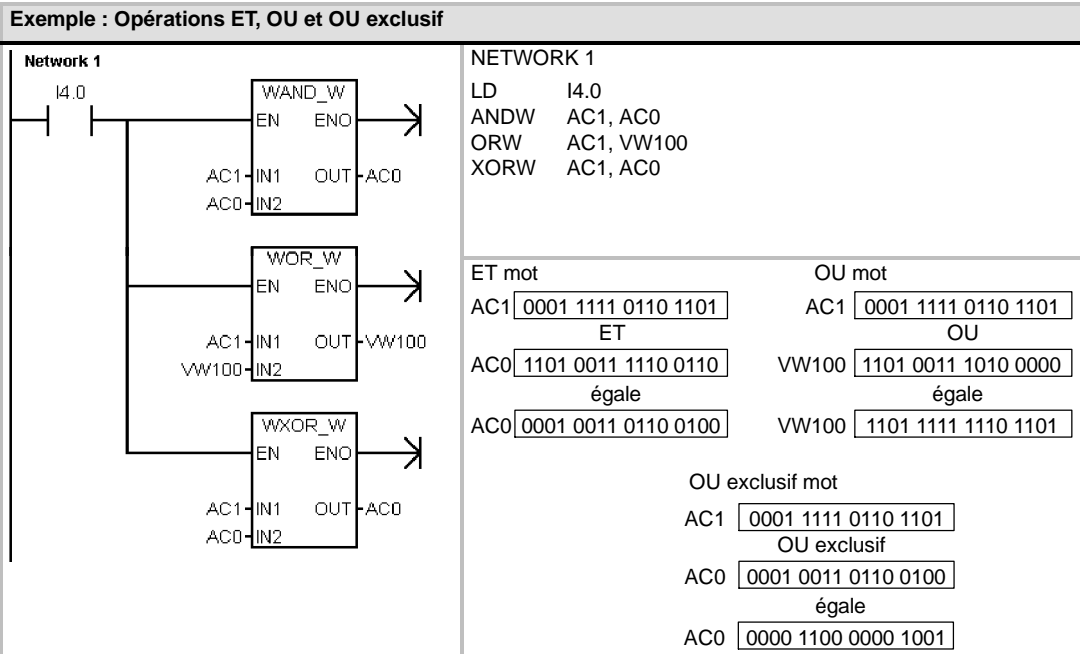 Exemple : Opérations ET, OU et OU exclusif
Network 1
I4.0
WAND_W
EN ENO
AC1 IN1 OUT AC0
AC0 IN2
WOR_W
EN ENO
AC1 IN1 OUT VW100
VW100 IN2
WXOR_W
EN ENO
AC1 IN1 OUT AC0
AC0 IN2
NETWORK 1
LD I4.0
ANDW AC1, AC0
ORW AC1, VW100
XORW AC1, AC0
ET mot
AC1 0001 1111 0110 1101
ET
AC0 1101 0011 1110 0110
égale
AC0 0001 0011 0110 0100
OU mot
AC1 0001 1111 0110 1101
OU
VW100 1101 0011 1010 0000
égale
VW100 1101 1111 1110 1101
OU exclusif mot
AC1 0001 1111 0110 1101
OU exclusif
AC0 0001 0011 0110 0100
égale
AC0 0000 1100 0000 1001